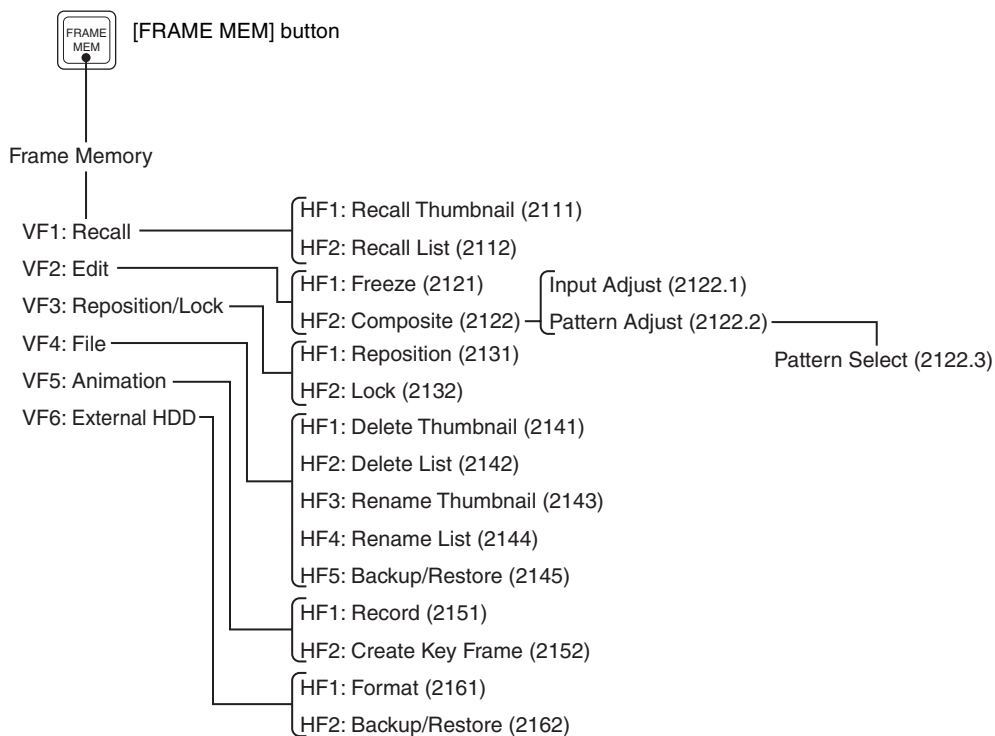 FRAME
MEM
[FRAME MEM] button
Frame Memory
VF1: Recall
HF1: Recall Thumbnail (2111)
HF2: Recall List (2112)
VF2: Edit
HF1: Freeze (2121)
HF2: Composite (2122)
Input Adjust (2122.1)
Pattern Adjust (2122.2)
Pattern Select (2122.3)
VF3: Reposition/Lock
HF1: Reposition (2131)
HF2: Lock (2132)
VF4: File
HF1: Delete Thumbnail (2141)
HF2: Delete List (2142)
HF3: Rename Thumbnail (2143)
HF4: Rename List (2144)
HF5: Backup/Restore (2145)
VF5: Animation
HF1: Record (2151)
HF2: Create Key Frame (2152)
VF6: External HDD
HF1: Format (2161)
HF2: Backup/Restore (2162)